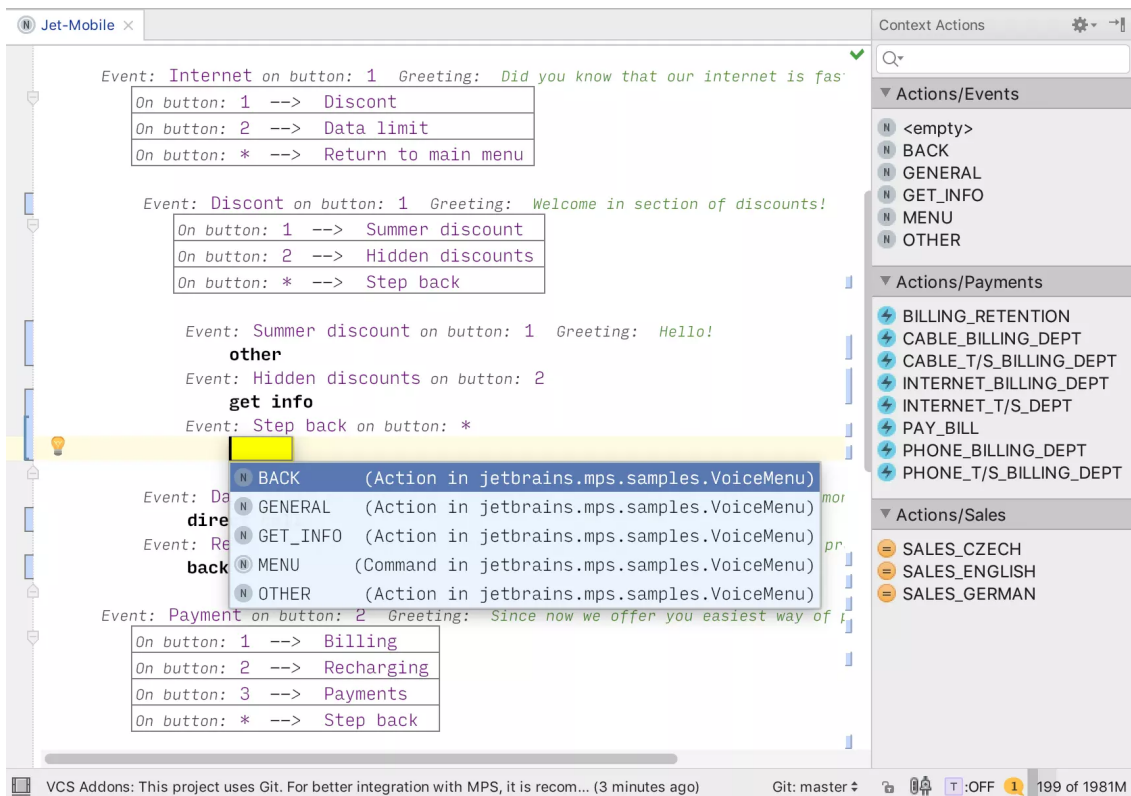 N Jet-Mobile
Context Actions
Event: Internet on button: 1 Greeting: Did you know that our internet is fas
On button: 1 --> Discont
On button: 2 --> Data limit
On button: * --> Return to main menu
Event: Discont on button: 1 Greeting: Welcome in section of discounts!
On button: 1 --> Summer discount
On button: 2 --> Hidden discounts
On button: * --> Step back
Event: Summer discount on button: 1 Greeting: Hello!
other
Event: Hidden discounts on button: 2
get info
Event: Step back on button: *
N BACK (Action in jetbrains.mps.samples.VoiceMenu)
N GENERAL (Action in jetbrains.mps.samples.VoiceMenu)
N GET_INFO (Action in jetbrains.mps.samples.VoiceMenu)
N MENU (Command in jetbrains.mps.samples.VoiceMenu)
N OTHER (Action in jetbrains.mps.samples.VoiceMenu)
Event: Da
mor
dire
Event: Re
pr
back
Event: Payment on button: 2 Greeting: Since now we offer you easiest way of p
On button: 1 --> Billing
On button: 2 --> Recharging
On button: 3 --> Payments
On button: * --> Step back
Actions/Events
N <empty>
N BACK
N GENERAL
N GET_INFO
N MENU
N OTHER
Actions/Payments
BILLING_RETENTION
CABLE_BILLING_DEPT
CABLE_T/S_BILLING_DEPT
INTERNET_BILLING_DEPT
INTERNET_T/S_DEPT
PAY_BILL
PHONE_BILLING_DEPT
PHONE_T/S_BILLING_DEPT
Actions/Sales
SALES_CZECH
SALES_ENGLISH
SALES_GERMAN
VCS Addons: This project uses Git. For better integration with MPS, it is recom... (3 minutes ago)
Git: master
T :OFF
1
199 of 1981M